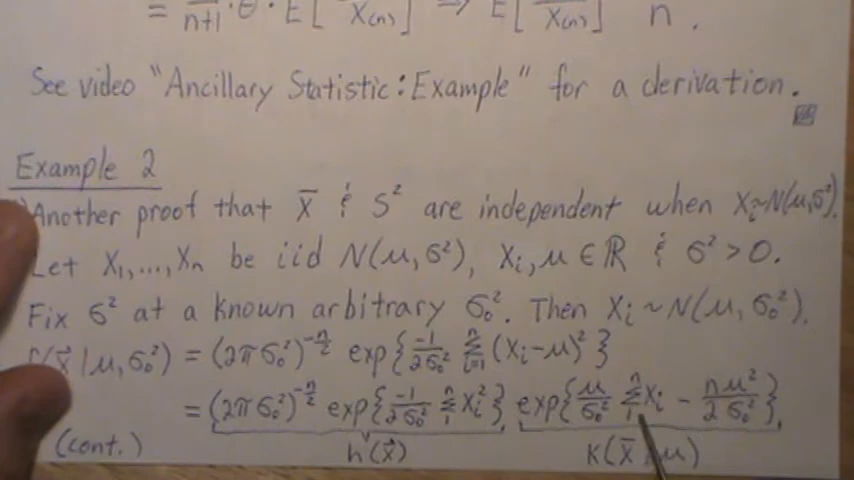 = 1/(n+1) · θ · E[ /X(n)] ⇒ E[ /X(n)] n .
See video "Ancillary Statistic: Example" for a derivation.
Example 2
Another proof that X̄ & S² are independent when Xi~N(μ,σ²).
Let X₁,...,Xn be iid N(μ,σ²), Xi,μ ∈ ℝ & σ² > 0.
Fix σ² at a known arbitrary σ₀². Then Xi ~ N(μ, σ₀²).
(x⃗ | μ, σ₀²) = (2πσ₀²)^(-n/2) exp{ -1/(2σ₀²) Σ_{i=1}^n (xi-μ)² }
= (2πσ₀²)^(-n/2) exp{ -1/(2σ₀²) Σ_1^n xi² } exp{ μ/σ₀² Σ_1^n xi - nμ²/(2σ₀²) }
(cont.) h(x⃗) K(x̄ | μ)